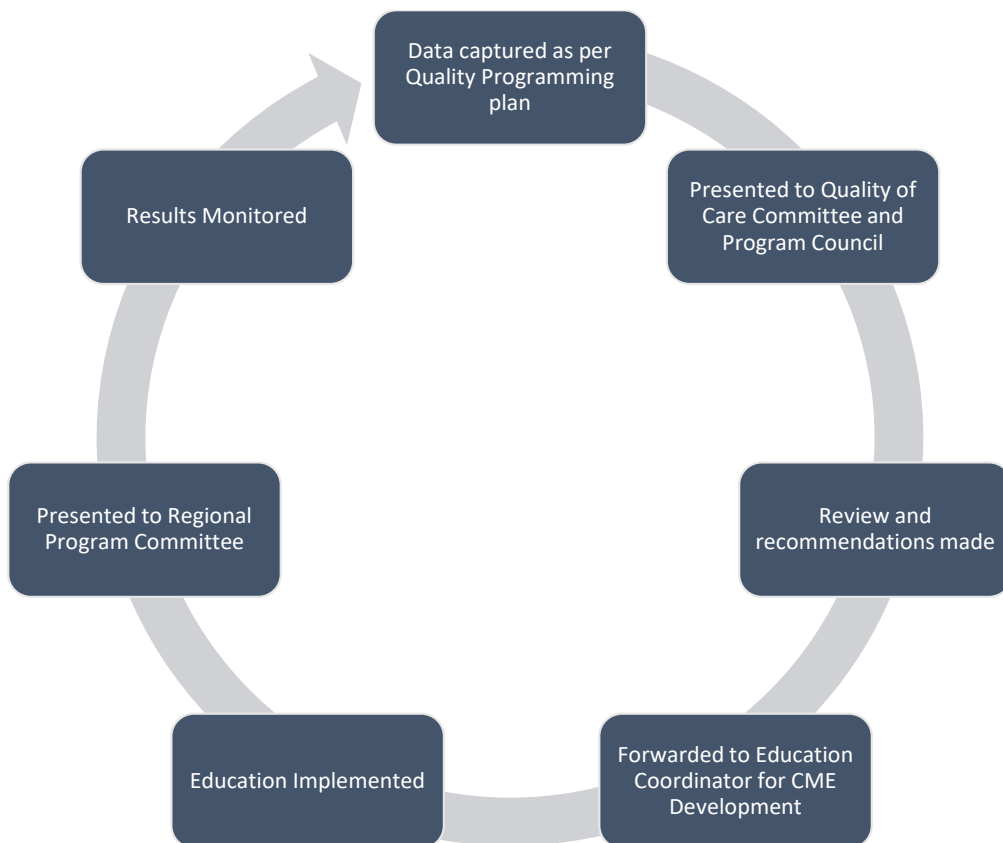 Data captured as per
Quality Programming
plan
Presented to Quality of
Care Committee and
Program Council
Review and
recommendations made
Forwarded to Education
Coordinator for CME
Development
Education Implemented
Presented to Regional
Program Committee
Results Monitored